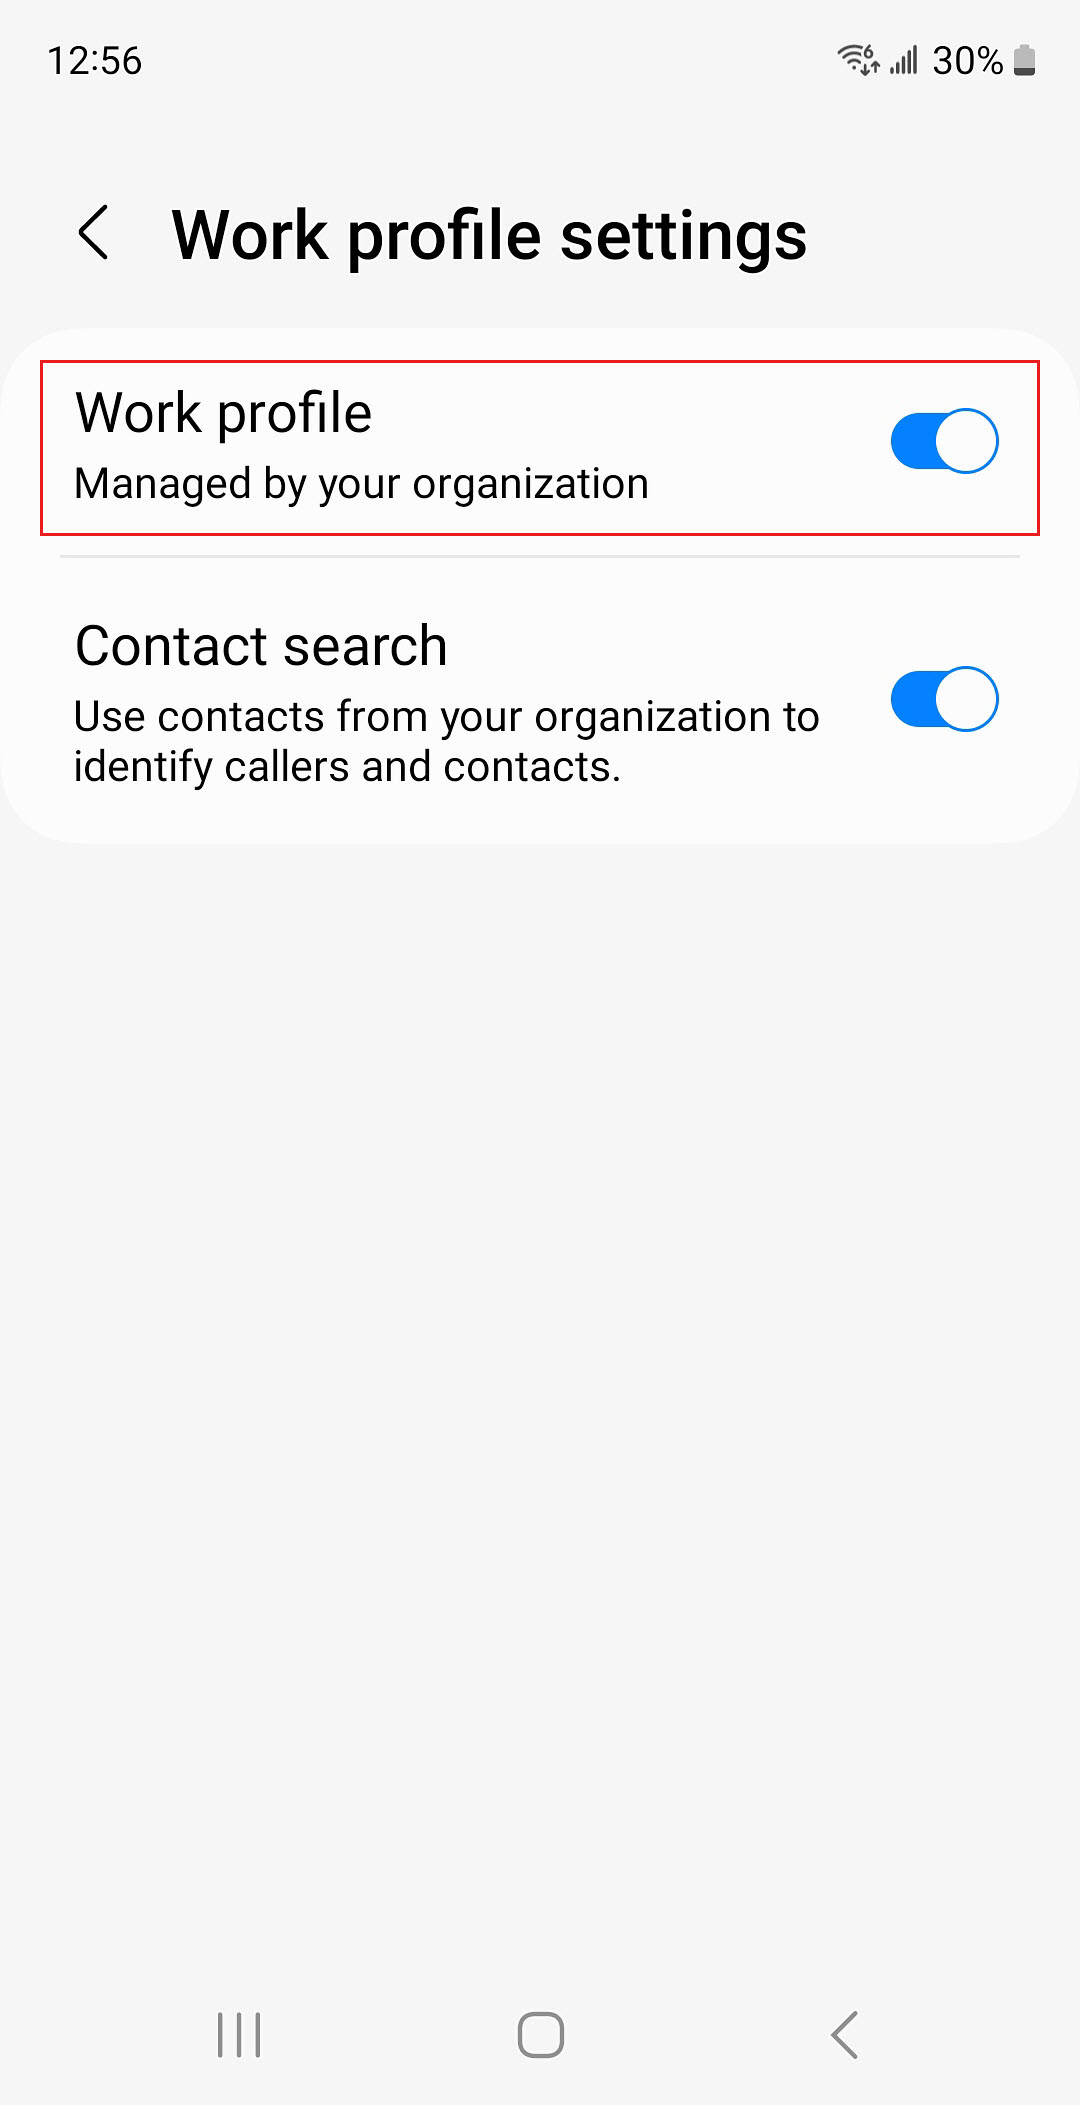 12:56
6 30%
Work profile settings
Work profile
Managed by your organization
Contact search
Use contacts from your organization to
identify callers and contacts.